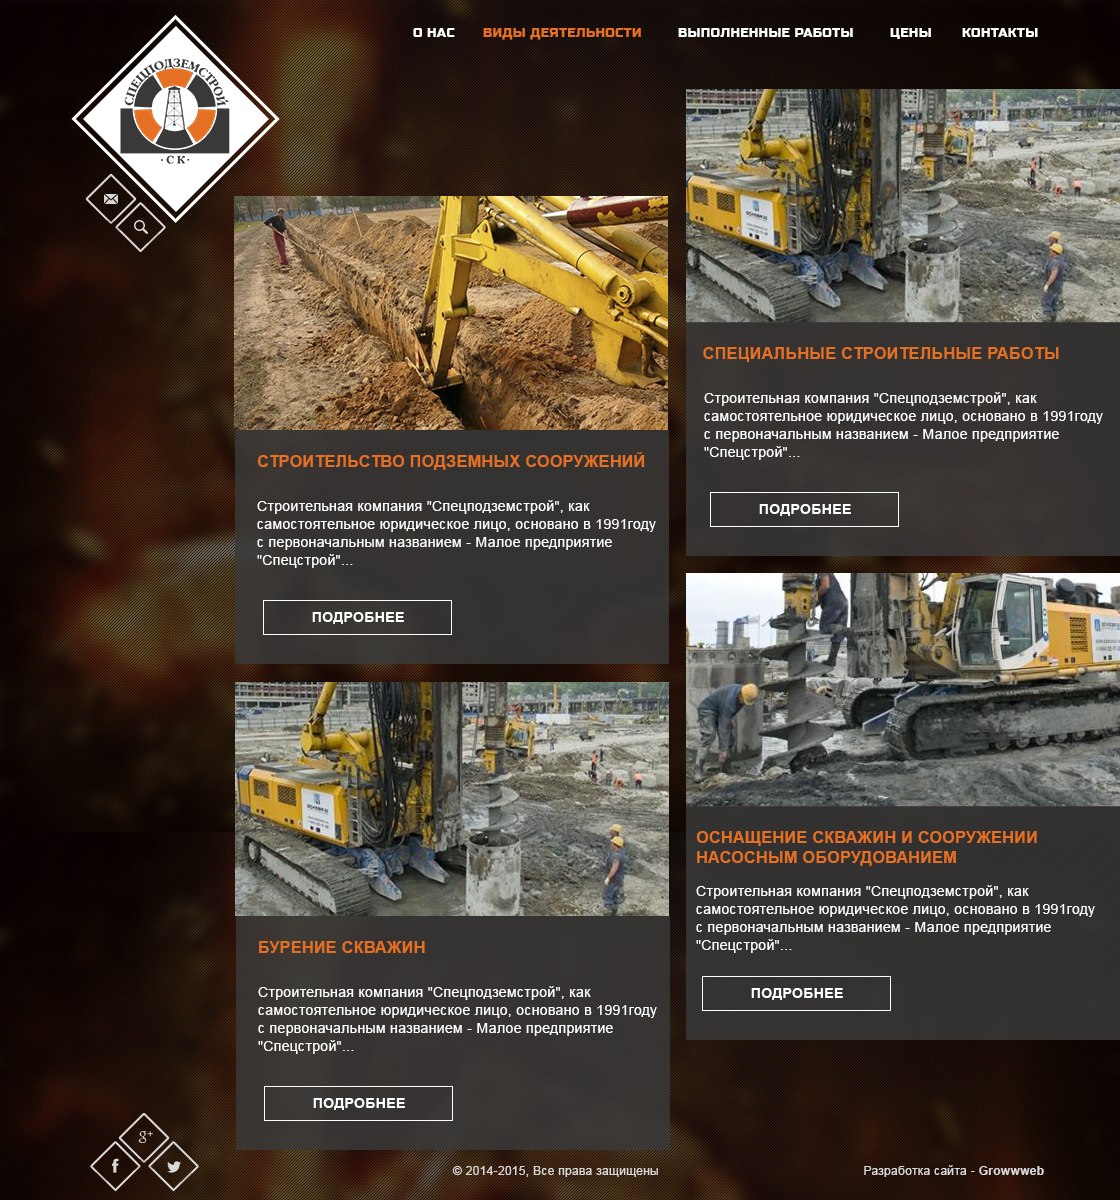 О НАС
ВИДЫ ДЕЯТЕЛЬНОСТИ
ВЫПОЛНЕННЫЕ РАБОТЫ
ЦЕНЫ
КОНТАКТЫ
СПЕЦПОДЗЕМСТРОЙ
·СК·
СТРОИТЕЛЬСТВО ПОДЗЕМНЫХ СООРУЖЕНИЙ
Строительная компания "Спецподземстрой", как
самостоятельное юридическое лицо, основано в 1991году
с первоначальным названием - Малое предприятие
"Спецстрой"...
ПОДРОБНЕЕ
СПЕЦИАЛЬНЫЕ СТРОИТЕЛЬНЫЕ РАБОТЫ
Строительная компания "Спецподземстрой", как
самостоятельное юридическое лицо, основано в 1991году
с первоначальным названием - Малое предприятие
"Спецстрой"...
ПОДРОБНЕЕ
БУРЕНИЕ СКВАЖИН
Строительная компания "Спецподземстрой", как
самостоятельное юридическое лицо, основано в 1991году
с первоначальным названием - Малое предприятие
"Спецстрой"...
ПОДРОБНЕЕ
ОСНАЩЕНИЕ СКВАЖИН И СООРУЖЕНИИ
НАСОСНЫМ ОБОРУДОВАНИЕМ
Строительная компания "Спецподземстрой", как
самостоятельное юридическое лицо, основано в 1991году
с первоначальным названием - Малое предприятие
"Спецстрой"...
ПОДРОБНЕЕ
g+
f
© 2014-2015, Все права защищены
Разработка сайта - Growwweb